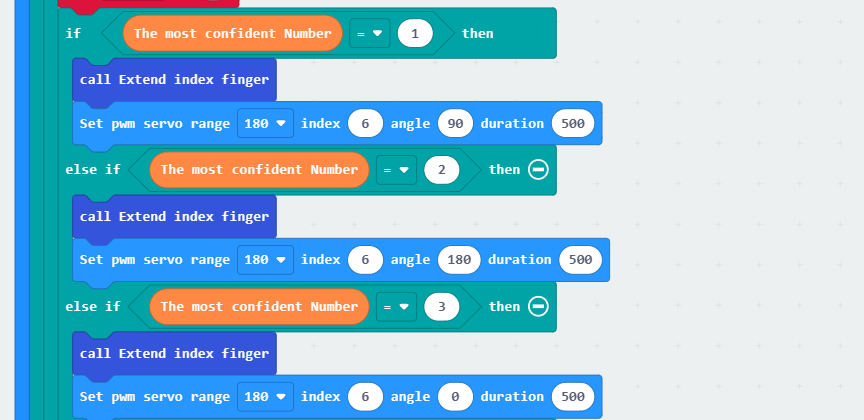 if The most confident Number = 1 then
call Extend index finger
Set pwm servo range 180 index 6 angle 90 duration 500
else if The most confident Number = 2 then
call Extend index finger
Set pwm servo range 180 index 6 angle 180 duration 500
else if The most confident Number = 3 then
call Extend index finger
Set pwm servo range 180 index 6 angle 0 duration 500